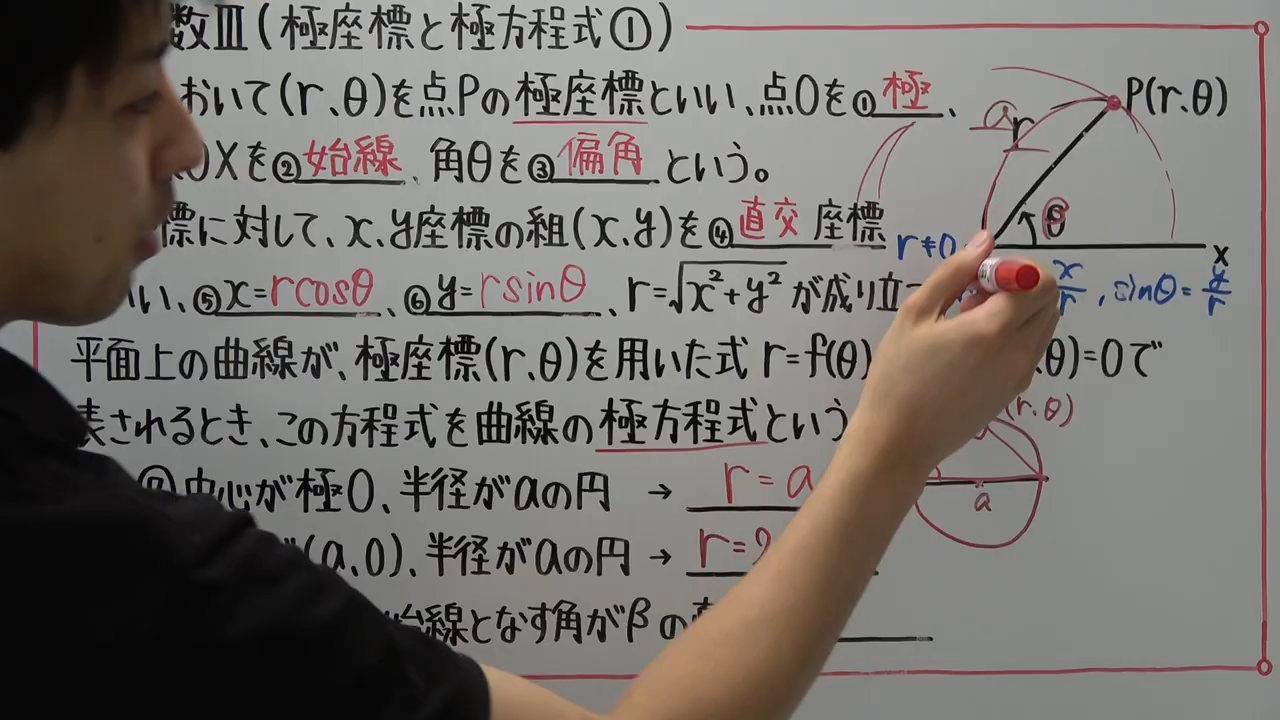 数Ⅲ(極座標と極方程式①)
おいて(r,θ)を点Pの極座標といい、点Oを①極、
OXを②始線、角θを③偏角という。
標に対して、x,y座標の組(x,y)を④直交座標
いい、⑤x=rcosθ、⑥y=rsinθ、r=√x²+y²が成り立
平面上の曲線が、極座標(r,θ)を用いた式 r=f(θ) θ)=0で
表されるとき、この方程式を曲線の極方程式という
中心が極O、半径がaの円 → r=a
(a,0)、半径がaの円 → r=2
始線となす角がβの
P(r,θ)
a
r
θ
x
r≠0
x/r , sinθ=y/r
(r,θ)
a